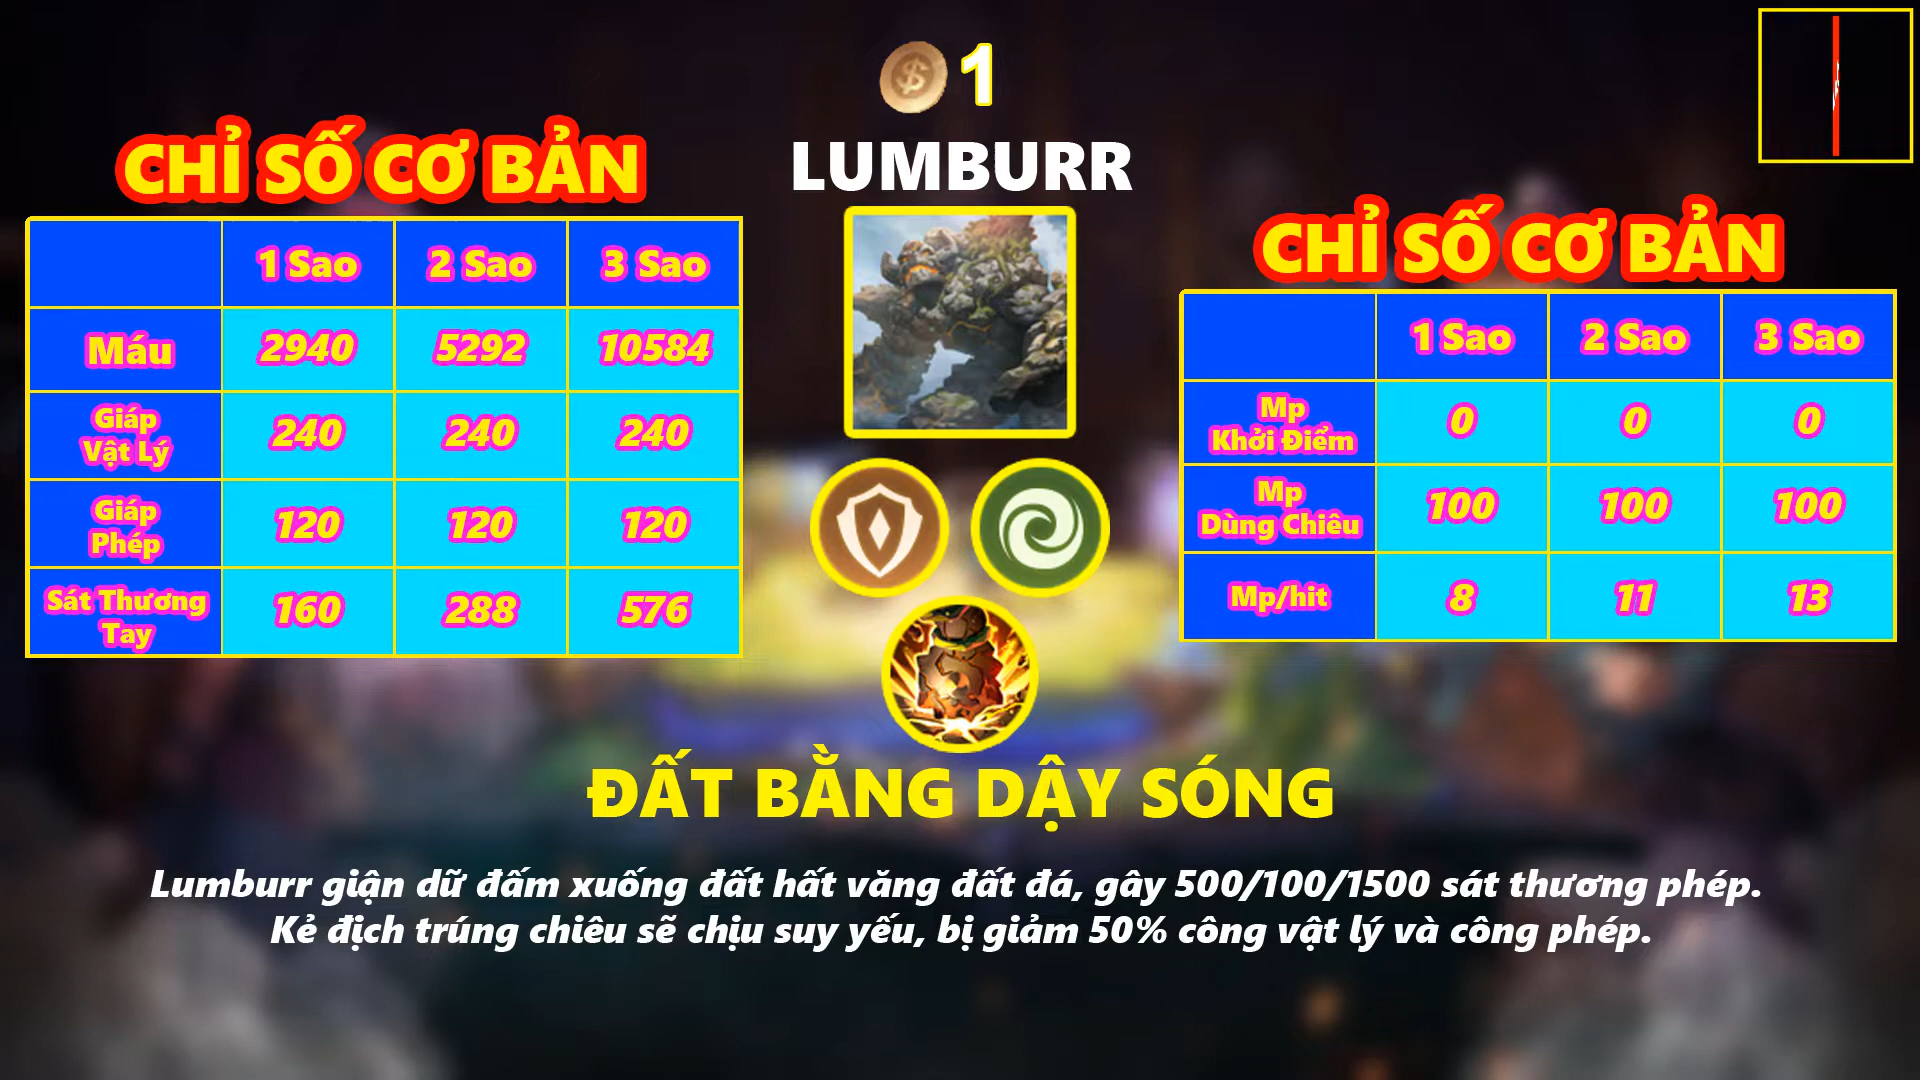 1
LUMBURR
CHỈ SỐ CƠ BẢN
1 Sao 2 Sao 3 Sao
Máu 2940 5292 10584
Giáp
Vật Lý 240 240 240
Giáp
Phép 120 120 120
Sát Thương
Tay 160 288 576
CHỈ SỐ CƠ BẢN
1 Sao 2 Sao 3 Sao
Mp
Khởi Điểm 0 0 0
Mp
Dùng Chiêu 100 100 100
Mp/hit 8 11 13
ĐẤT BẰNG DẬY SÓNG
Lumburr giận dữ đấm xuống đất hất văng đất đá, gây 500/100/1500 sát thương phép.
Kẻ địch trúng chiêu sẽ chịu suy yếu, bị giảm 50% công vật lý và công phép.